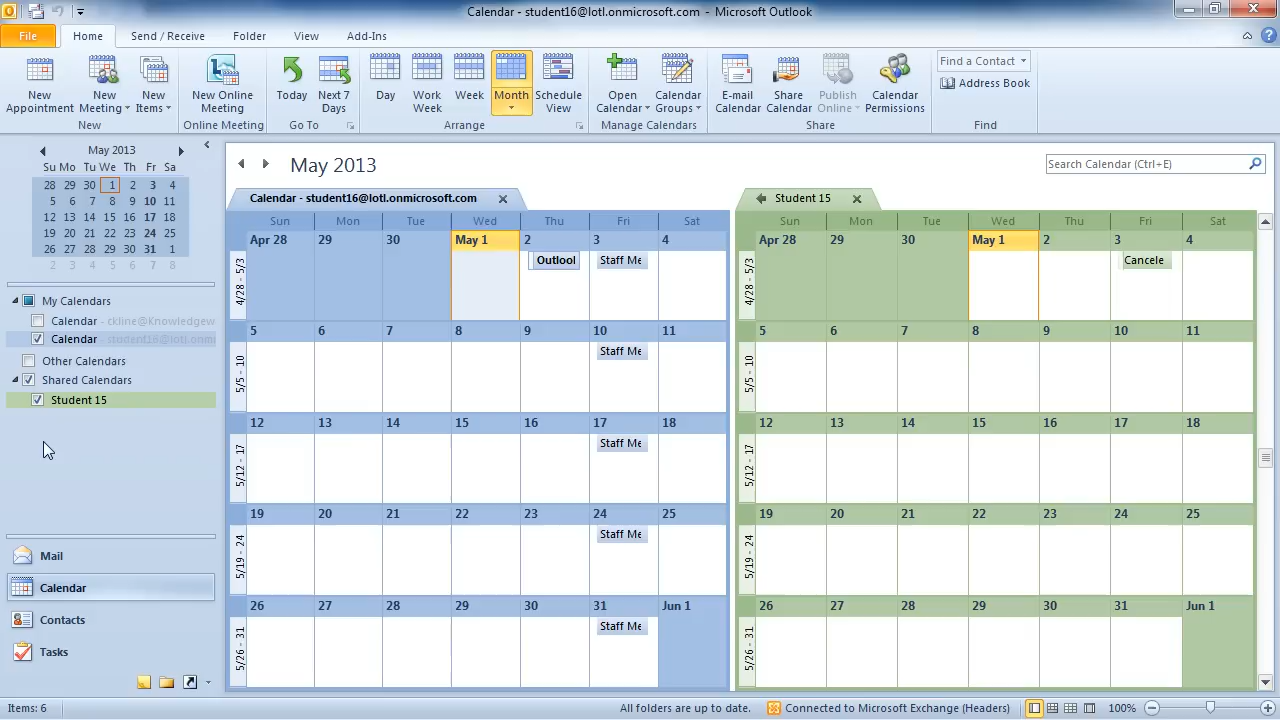 Calendar - student16@lotl.onmicrosoft.com - Microsoft Outlook
File Home Send / Receive Folder View Add-Ins
New Appointment
New Meeting
New Items
New Online Meeting
Today
Next 7 Days
Day
Work Week
Week
Month
Schedule View
Open Calendar
Calendar Groups
E-mail Calendar
Share Calendar
Publish Online
Calendar Permissions
Find a Contact
Address Book
New Online Meeting Go To Arrange Manage Calendars Share Find
May 2013
Su Mo Tu We Th Fr Sa
28 29 30 1 2 3 4
5 6 7 8 9 10 11
12 13 14 15 16 17 18
19 20 21 22 23 24 25
26 27 28 29 30 31 1
2 3 4 5 6 7 8
My Calendars
Calendar - ckline@Knowledgew
Calendar - student16@lotl.onmi
Other Calendars
Shared Calendars
Student 15
Mail
Calendar
Contacts
Tasks
May 2013
Search Calendar (Ctrl+E)
Calendar - student16@lotl.onmicrosoft.com
Sun Mon Tue Wed Thu Fri Sat
4/28 - 5/3
Apr 28 29 30 May 1 2 3 4
Outlool Staff Me
5/5 - 10
5 6 7 8 9 10 11
Staff Me
5/12 - 17
12 13 14 15 16 17 18
Staff Me
5/19 - 24
19 20 21 22 23 24 25
Staff Me
5/26 - 31
26 27 28 29 30 31 Jun 1
Staff Me
Student 15
Sun Mon Tue Wed Thu Fri Sat
4/28 - 5/3
Apr 28 29 30 May 1 2 3 4
Cancele
5/5 - 10
5 6 7 8 9 10 11
5/12 - 17
12 13 14 15 16 17 18
5/19 - 24
19 20 21 22 23 24 25
5/26 - 31
26 27 28 29 30 31 Jun 1
Items: 6
All folders are up to date.
Connected to Microsoft Exchange (Headers)
100%